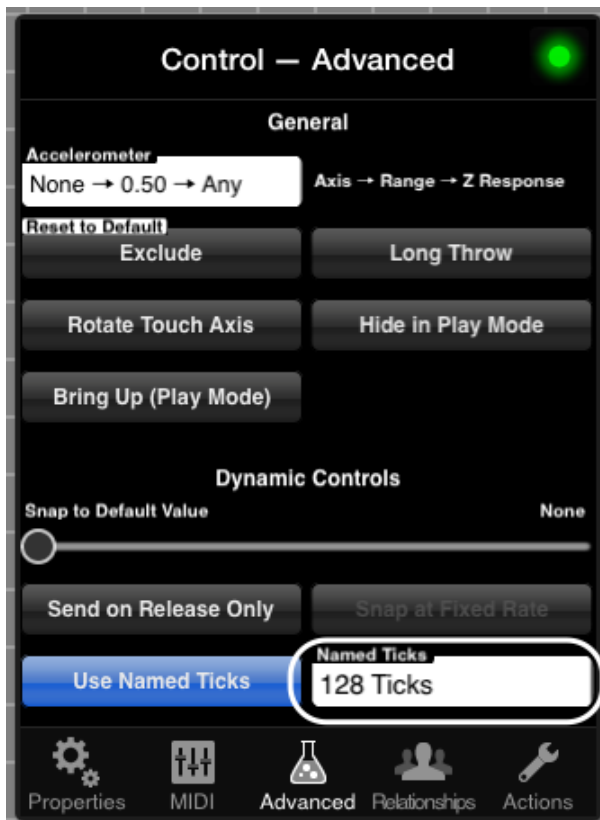 Control — Advanced
General
Accelerometer
None → 0.50 → Any
Axis → Range → Z Response
Reset to Default
Exclude
Long Throw
Rotate Touch Axis
Hide in Play Mode
Bring Up (Play Mode)
Dynamic Controls
Snap to Default Value
None
Send on Release Only
Snap at Fixed Rate
Use Named Ticks
Named Ticks
128 Ticks
Properties
MIDI
Advanced
Relationships
Actions